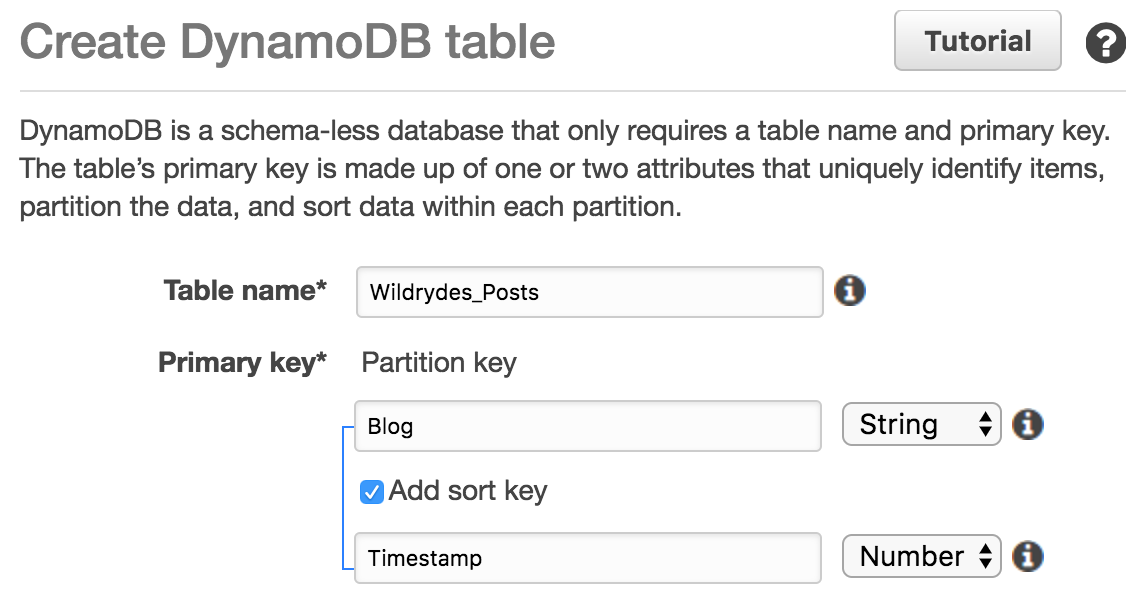 Create DynamoDB table
Tutorial
DynamoDB is a schema-less database that only requires a table name and primary key.
The table’s primary key is made up of one or two attributes that uniquely identify items,
partition the data, and sort data within each partition.
Table name*
Wildrydes_Posts
Primary key*
Partition key
Blog
String
Add sort key
Timestamp
Number